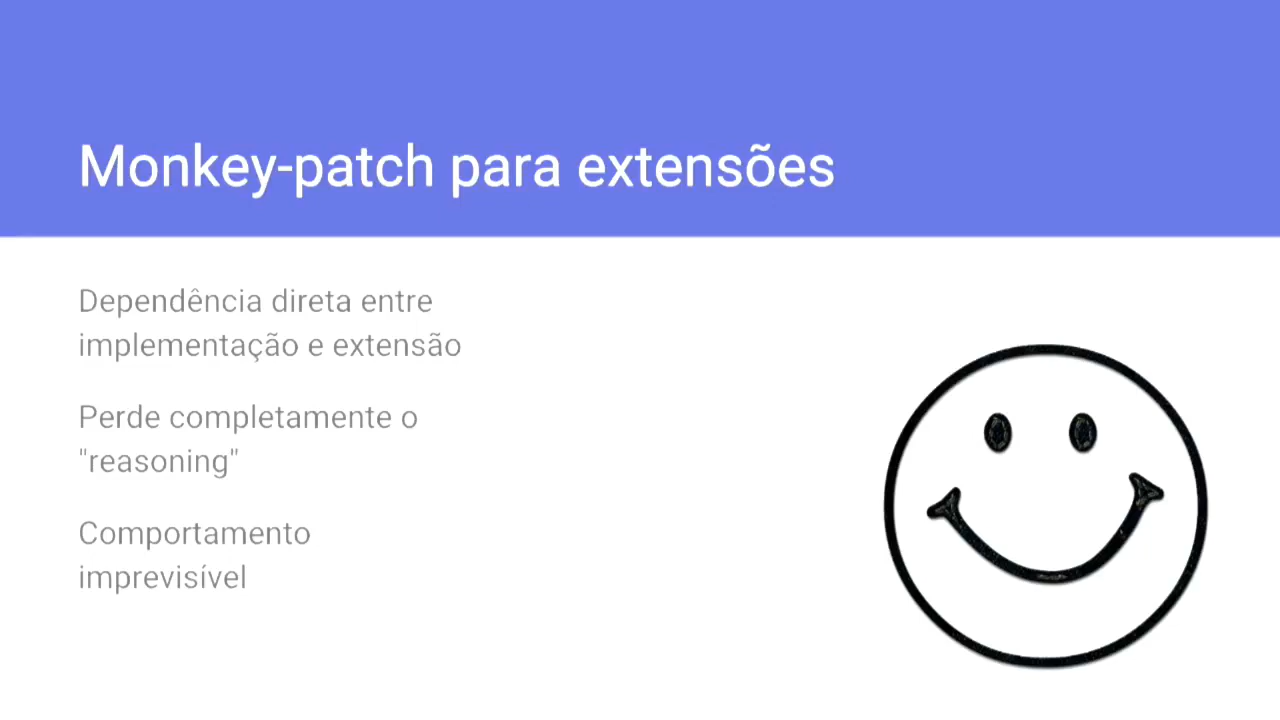 Monkey-patch para extensões
Dependência direta entre
implementação e extensão
Perde completamente o
"reasoning"
Comportamento
imprevisível